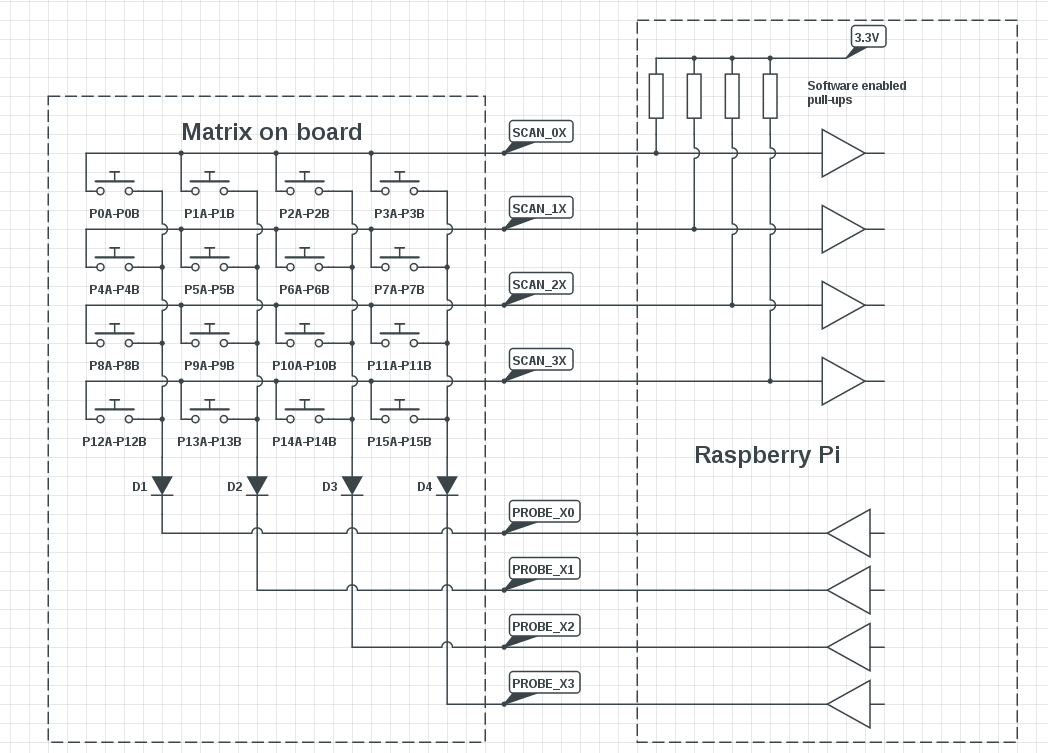 3.3V
Software enabled
pull-ups
Matrix on board
SCAN_0X
P0A-P0B P1A-P1B P2A-P2B P3A-P3B
SCAN_1X
P4A-P4B P5A-P5B P6A-P6B P7A-P7B
SCAN_2X
P8A-P8B P9A-P9B P10A-P10B P11A-P11B
SCAN_3X
P12A-P12B P13A-P13B P14A-P14B P15A-P15B
Raspberry Pi
D1 D2 D3 D4
PROBE_X0
PROBE_X1
PROBE_X2
PROBE_X3